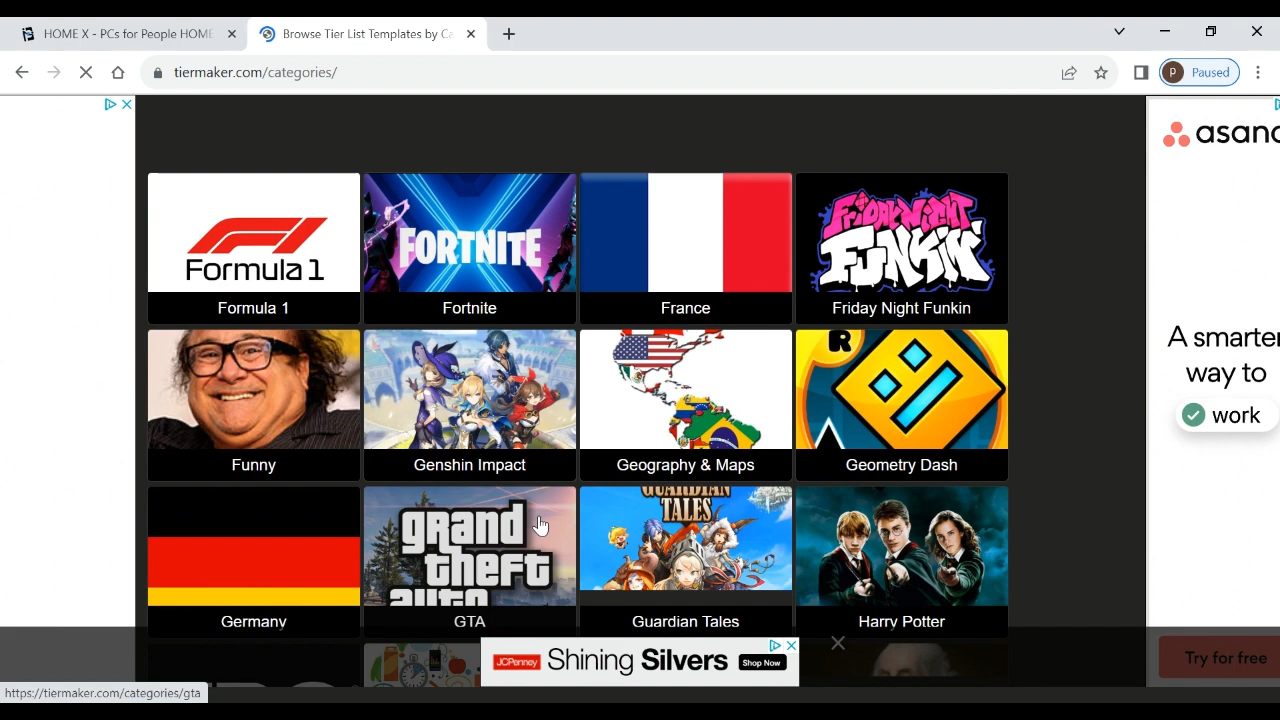 HOME X - PCs for People HOME
Browse Tier List Templates by Ca
tiermaker.com/categories/
P Paused
asana
Formula 1
FORTNITE
FRiDAY NiGHT
FUNKiN'
Formula 1
Fortnite
France
Friday Night Funkin
A smarter
way to
work
R
Funny
Genshin Impact
Geography & Maps
Geometry Dash
grand
theft
auto
GUARDIAN
TALES
Germany
GTA
Guardian Tales
Harry Potter
JCPenney Shining Silvers Shop Now
Try for free
https://tiermaker.com/categories/gta